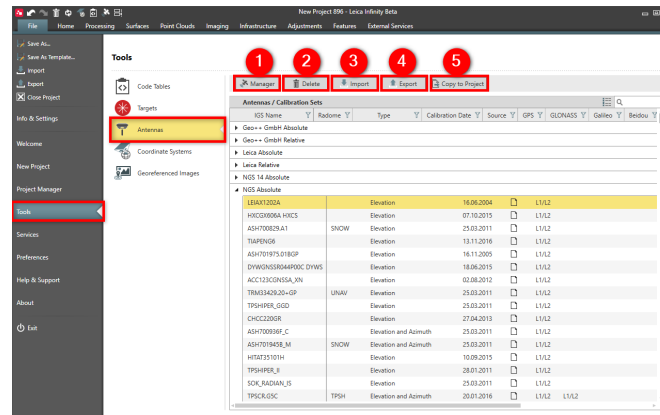 New Project 896 - Leica Infinity Beta
File Home Processing Surfaces Point Clouds Imaging Infrastructure Adjustments Features External Services
Save As...
Save As Template...
Import
Export
Close Project
Info & Settings
Welcome
New Project
Project Manager
Tools
Services
Preferences
Help & Support
About
Exit
Tools
Code Tables
Targets
Antennas
Coordinate Systems
Georeferenced Images
1 2 3 4 5
Manager Delete Import Export Copy to Project
Antennas / Calibration Sets
IGS Name Radome Type Calibration Date Source GPS GLONASS Galileo Beidou
Geo++ GmbH Absolute
Geo++ GmbH Relative
Leica Absolute
Leica Relative
NGS 14 Absolute
NGS Absolute
LEIAX1202A Elevation 16.06.2004 L1/L2
HXCGX606A HXCS Elevation 07.10.2015 L1/L2
ASH700829.A1 SNOW Elevation 25.03.2011 L1/L2
TIAPENG6 Elevation 13.11.2016 L1/L2
ASH701975.01BGP Elevation 16.11.2005 L1/L2
DYWGNSSR044P00C DYWS Elevation 18.06.2015 L1/L2
ACC123CGNSSA_XN Elevation 02.08.2012 L1/L2
TRM33429.20+GP UNAV Elevation 25.03.2011 L1/L2
TPSHIPER_GGD Elevation 25.03.2011 L1/L2
CHCC220GR Elevation 27.04.2013 L1/L2
ASH700936F_C Elevation and Azimuth 25.03.2011 L1/L2
ASH701945B_M SNOW Elevation and Azimuth 25.03.2011 L1/L2
HITAT35101H Elevation 10.09.2015 L1/L2
TPSHIPER_II Elevation 28.01.2011 L1/L2
SOK_RADIAN_IS Elevation 25.03.2011 L1/L2
TPSCR.G5C TPSH Elevation and Azimuth 20.01.2016 L1/L2 L1/L2